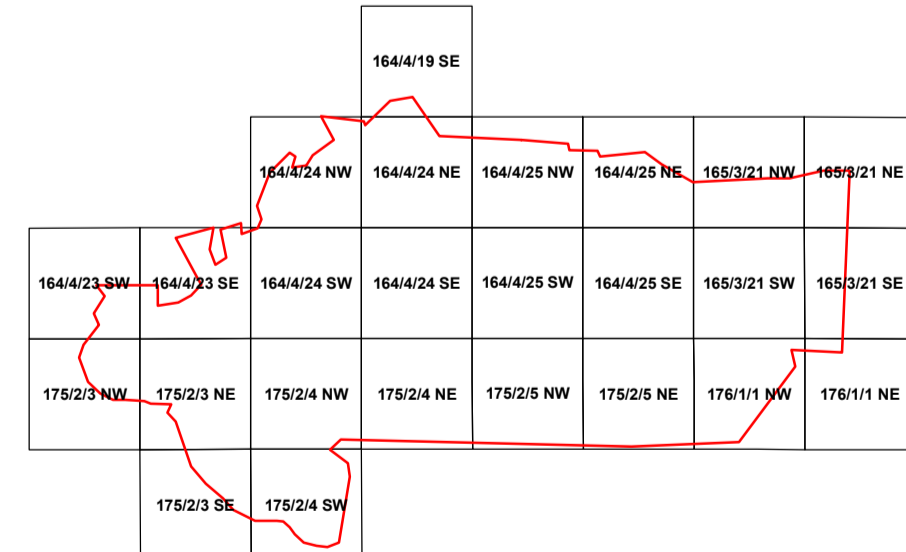 164/4/19 SE
164/4/24 NW
164/4/24 NE
164/4/25 NW
164/4/25 NE
165/3/21 NW
165/3/21 NE
164/4/23 SW
164/4/23 SE
164/4/24 SW
164/4/24 SE
164/4/25 SW
164/4/25 SE
165/3/21 SW
165/3/21 SE
175/2/3 NW
175/2/3 NE
175/2/4 NW
175/2/4 NE
175/2/5 NW
175/2/5 NE
176/1/1 NW
176/1/1 NE
175/2/3 SE
175/2/4 SW